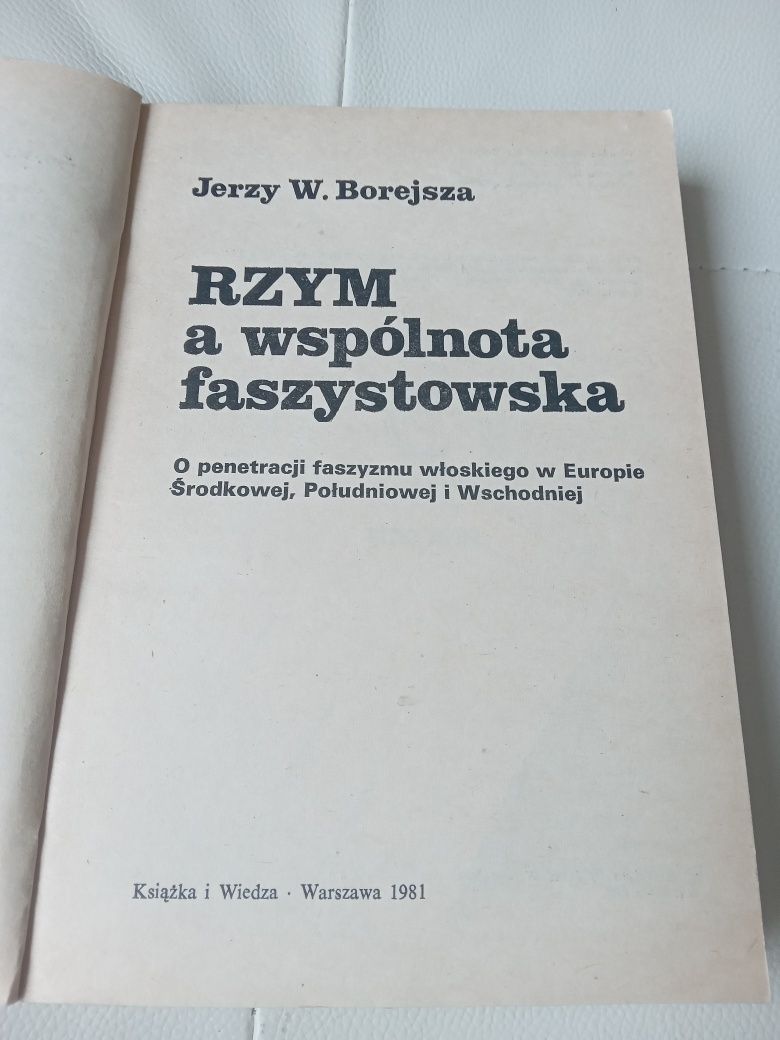 Jerzy W. Borejsza
RZYM
a wspólnota
faszystowska
O penetracji faszyzmu włoskiego w Europie
Środkowej, Południowej i Wschodniej
Książka i Wiedza · Warszawa 1981